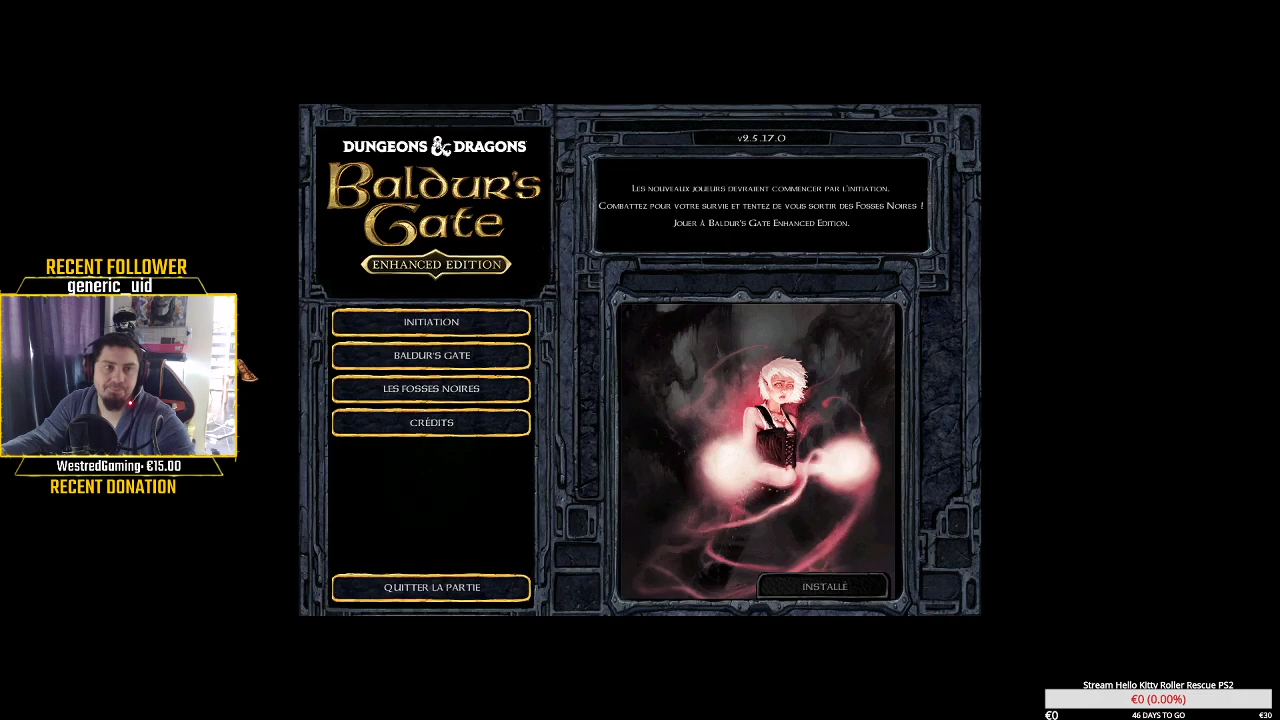 DUNGEONS & DRAGONS
Baldur's
Gate
ENHANCED EDITION
v2.5.17.0
Les nouveaux joueurs devraient commencer par l'initiation.
Combattez pour votre survie et tentez de vous sortir des Fosses Noires !
Jouer à Baldur's Gate Enhanced Edition.
INITIATION
BALDUR'S GATE
LES FOSSES NOIRES
CRÉDITS
QUITTER LA PARTIE
INSTALLÉ
RECENT FOLLOWER
generic_uid
WestredGaming• €15.00
RECENT DONATION
Stream Hello Kitty Roller Rescue PS2
€0 (0.00%)
€0 46 DAYS TO GO €30